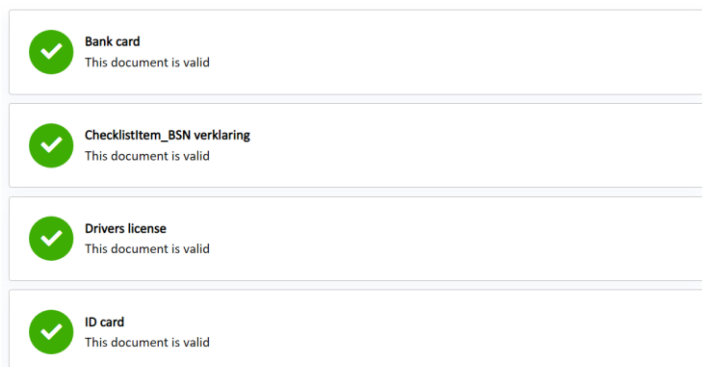 Bank card
This document is valid
ChecklistItem_BSN verklaring
This document is valid
Drivers license
This document is valid
ID card
This document is valid